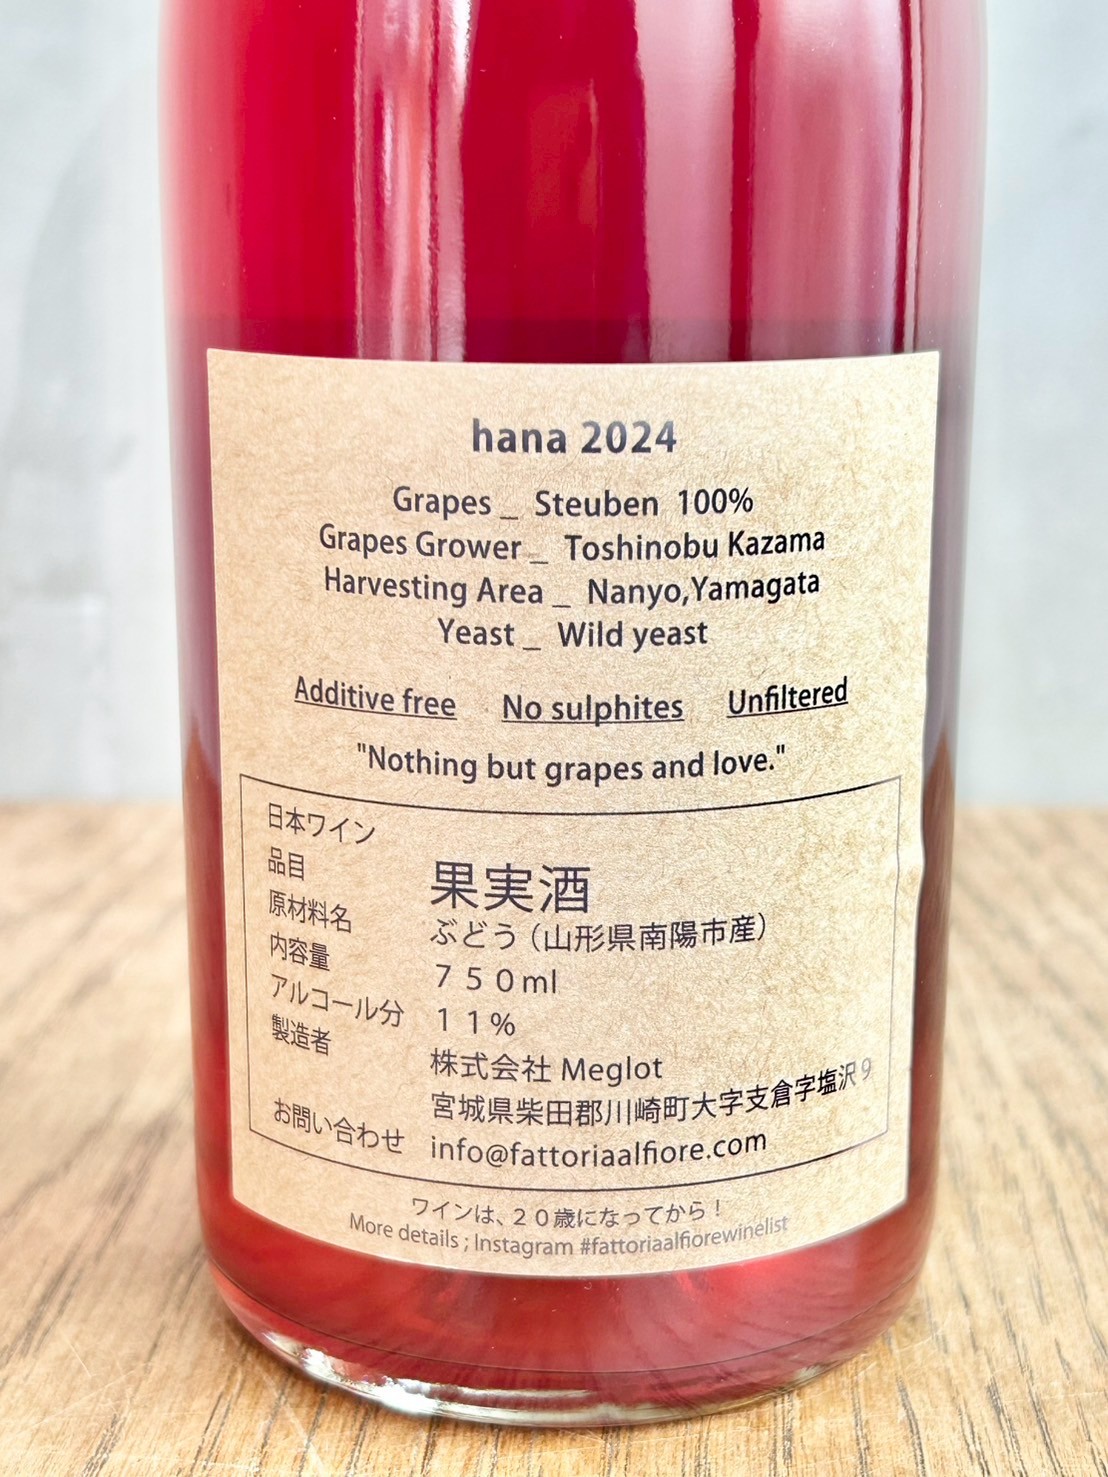 hana 2024
Grapes _ Steuben 100%
Grapes Grower _ Toshinobu Kazama
Harvesting Area _ Nanyo,Yamagata
Yeast _ Wild yeast
Additive free No sulphites Unfiltered
"Nothing but grapes and love."
日本ワイン
品目 果実酒
原材料名 ぶどう（山形県南陽市産）
内容量 ７５０ml
アルコール分 １１%
製造者 株式会社 Meglot
宮城県柴田郡川崎町大字支倉字塩沢９
お問い合わせ info@fattoriaalfiore.com
ワインは、２０歳になってから！
More details ; Instagram #fattoriaalfiorewinelist